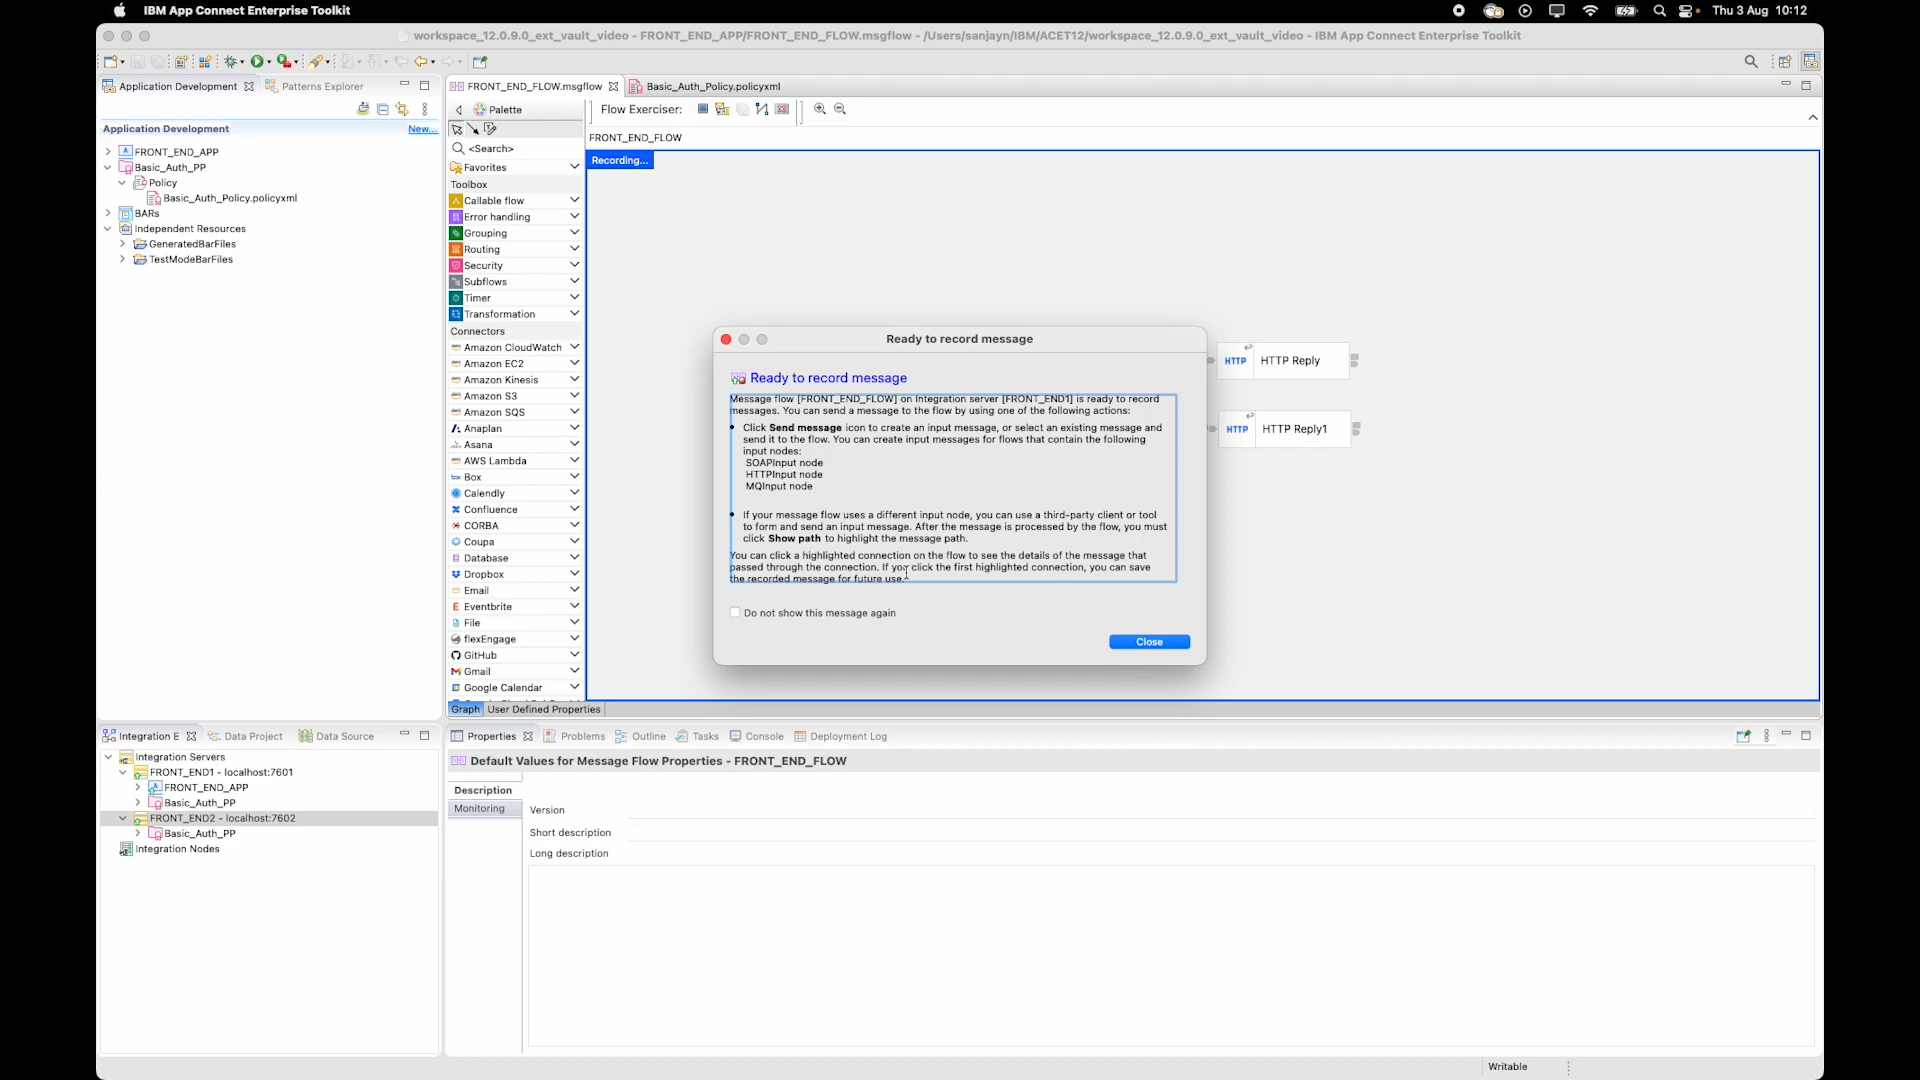 IBM App Connect Enterprise Toolkit
Thu 3 Aug 10:12
workspace_12.0.9.0_ext_vault_video - FRONT_END_APP/FRONT_END_FLOW.msgflow - /Users/sanjayn/IBM/ACET12/workspace_12.0.9.0_ext_vault_video - IBM App Connect Enterprise Toolkit
Application Development
Patterns Explorer
Application Development
New...
FRONT_END_APP
Basic_Auth_PP
Policy
Basic_Auth_Policy.policyxml
BARs
Independent Resources
GeneratedBarFiles
TestModeBarFiles
FRONT_END_FLOW.msgflow
Basic_Auth_Policy.policyxml
Palette
Flow Exerciser:
FRONT_END_FLOW
Recording...
<Search>
Favorites
Toolbox
Callable flow
Error handling
Grouping
Routing
Security
Subflows
Timer
Transformation
Connectors
Amazon CloudWatch
Amazon EC2
Amazon Kinesis
Amazon S3
Amazon SQS
Anaplan
Asana
AWS Lambda
box Box
Calendly
Confluence
CORBA
Coupa
Database
Dropbox
Email
E Eventbrite
File
flexEngage
GitHub
Gmail
Google Calendar
Graph
User Defined Properties
Ready to record message
Ready to record message
Message flow [FRONT_END_FLOW] on Integration server [FRONT_END1] is ready to record
messages. You can send a message to the flow by using one of the following actions:
• Click Send message icon to create an input message, or select an existing message and
send it to the flow. You can create input messages for flows that contain the following
input nodes:
SOAPInput node
HTTPInput node
MQInput node
• If your message flow uses a different input node, you can use a third-party client or tool
to form and send an input message. After the message is processed by the flow, you must
click Show path to highlight the message path.
You can click a highlighted connection on the flow to see the details of the message that
passed through the connection. If you click the first highlighted connection, you can save
the recorded message for future use.
Do not show this message again
Close
HTTP HTTP Reply
HTTP HTTP Reply1
Integration E
Data Project
Data Source
Integration Servers
FRONT_END1 - localhost:7601
FRONT_END_APP
Basic_Auth_PP
FRONT_END2 - localhost:7602
Basic_Auth_PP
Integration Nodes
Properties
Problems
Outline
Tasks
Console
Deployment Log
Default Values for Message Flow Properties - FRONT_END_FLOW
Description
Monitoring
Version
Short description
Long description
Writable